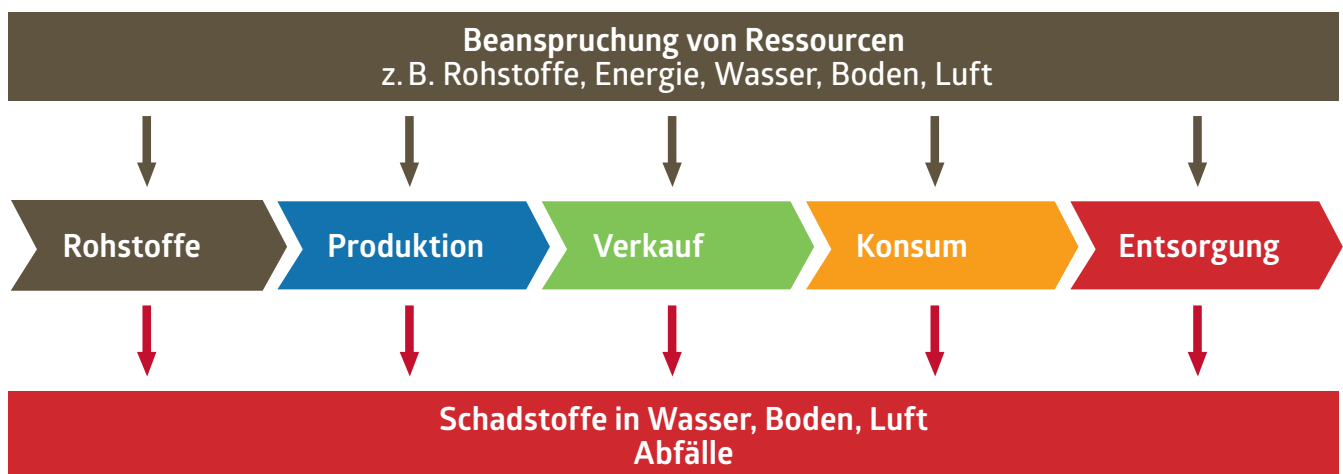 Beanspruchung von Ressourcen
z. B. Rohstoffe, Energie, Wasser, Boden, Luft
Rohstoffe
Produktion
Verkauf
Konsum
Entsorgung
Schadstoffe in Wasser, Boden, Luft
Abfälle